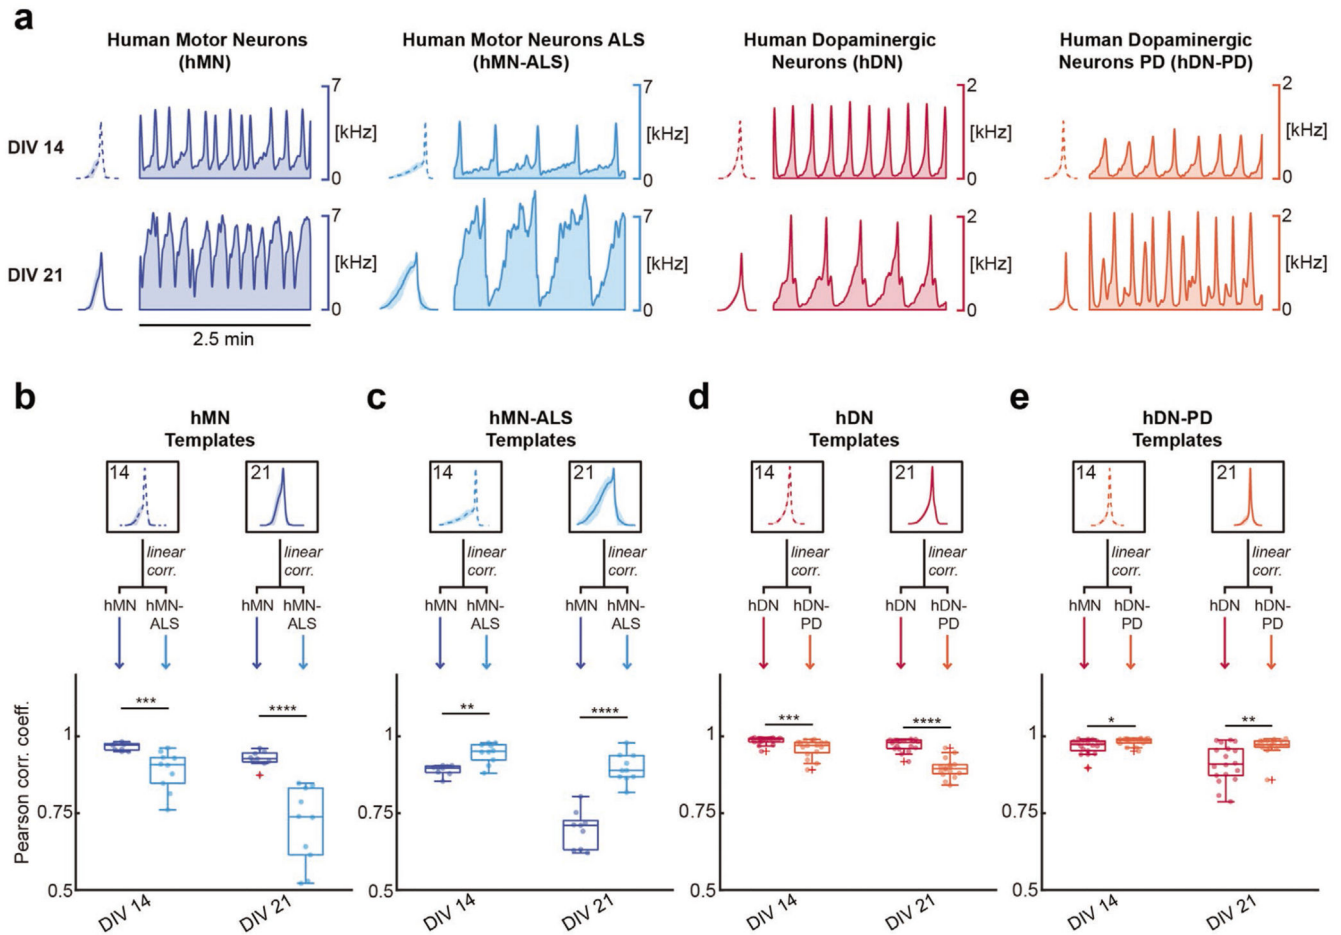 a
Human Motor Neurons
(hMN)
Human Motor Neurons ALS
(hMN-ALS)
Human Dopaminergic
Neurons (hDN)
Human Dopaminergic
Neurons PD (hDN-PD)
DIV 14
7
[kHz]
0
7
[kHz]
0
2
[kHz]
0
2
[kHz]
0
DIV 21
7
[kHz]
0
7
[kHz]
0
2
[kHz]
0
2
[kHz]
0
2.5 min
b
hMN
Templates
14
21
linear
corr.
linear
corr.
hMN
hMN-
ALS
hMN
hMN-
ALS
Pearson corr. coeff.
1
0.75
0.5
***
****
DIV 14
DIV 21
c
hMN-ALS
Templates
14
21
linear
corr.
linear
corr.
hMN
hMN-
ALS
hMN
hMN-
ALS
1
0.75
0.5
**
****
DIV 14
DIV 21
d
hDN
Templates
14
21
linear
corr.
linear
corr.
hDN
hDN-
PD
hDN
hDN-
PD
1
0.75
0.5
***
****
DIV 14
DIV 21
e
hDN-PD
Templates
14
21
linear
corr.
linear
corr.
hMN
hDN-
PD
hDN
hDN-
PD
1
0.75
0.5
*
**
DIV 14
DIV 21